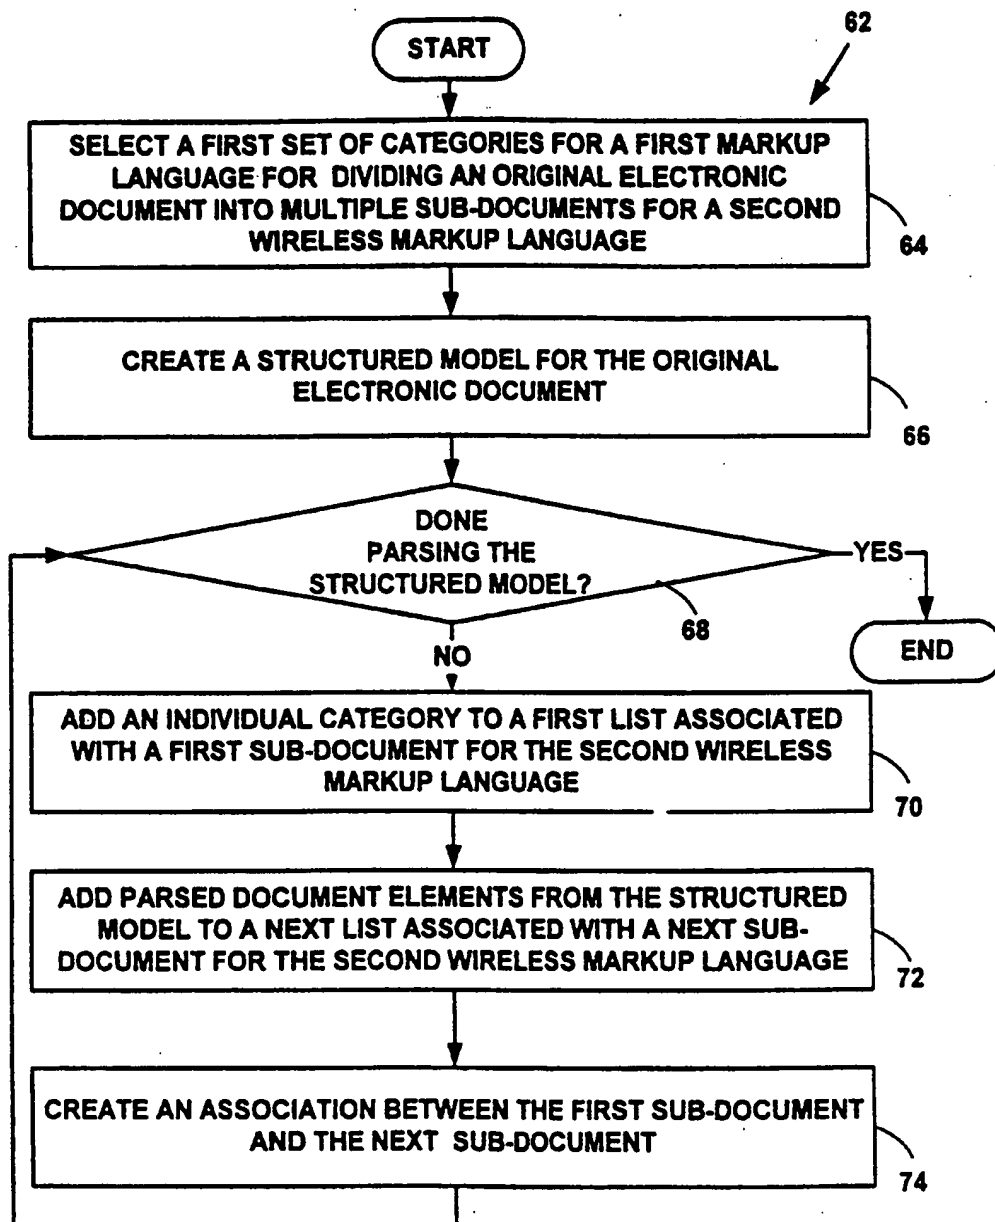 START
62
SELECT A FIRST SET OF CATEGORIES FOR A FIRST MARKUP
LANGUAGE FOR DIVIDING AN ORIGINAL ELECTRONIC
DOCUMENT INTO MULTIPLE SUB-DOCUMENTS FOR A SECOND
WIRELESS MARKUP LANGUAGE
64
CREATE A STRUCTURED MODEL FOR THE ORIGINAL
ELECTRONIC DOCUMENT
66
DONE
PARSING THE
STRUCTURED MODEL?
YES
68
END
NO
ADD AN INDIVIDUAL CATEGORY TO A FIRST LIST ASSOCIATED
WITH A FIRST SUB-DOCUMENT FOR THE SECOND WIRELESS
MARKUP LANGUAGE
70
ADD PARSED DOCUMENT ELEMENTS FROM THE STRUCTURED
MODEL TO A NEXT LIST ASSOCIATED WITH A NEXT SUB-
DOCUMENT FOR THE SECOND WIRELESS MARKUP LANGUAGE
72
CREATE AN ASSOCIATION BETWEEN THE FIRST SUB-DOCUMENT
AND THE NEXT SUB-DOCUMENT
74